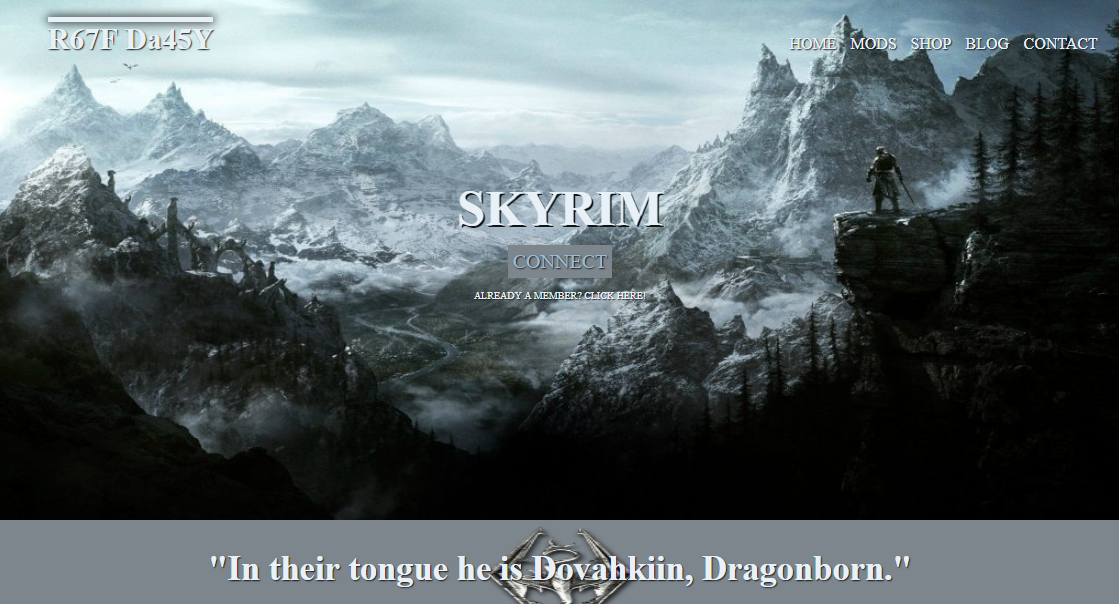 R67F Da45Y
HOME MODS SHOP BLOG CONTACT
SKYRIM
CONNECT
ALREADY A MEMBER? CLICK HERE!
"In their tongue he is Dovahkiin, Dragonborn."